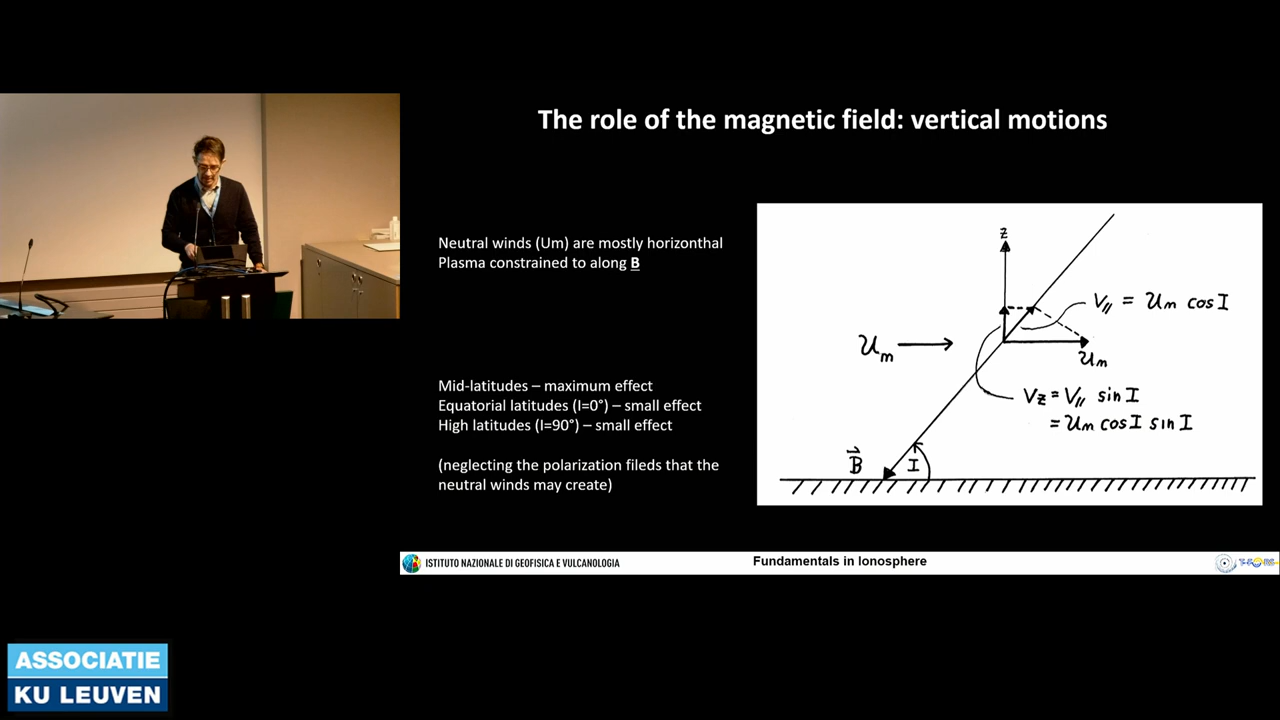 The role of the magnetic field: vertical motions
Neutral winds (Um) are mostly horizonthal
Plasma constrained to along B
Mid-latitudes – maximum effect
Equatorial latitudes (I=0°) – small effect
High latitudes (I=90°) – small effect
(neglecting the polarization fileds that the
neutral winds may create)
z
V// = Um cos I
Um
Um
Vz = V// sin I
= Um cos I sin I
B
I
ISTITUTO NAZIONALE DI GEOFISICA E VULCANOLOGIA
Fundamentals in Ionosphere
ASSOCIATIE
KU LEUVEN